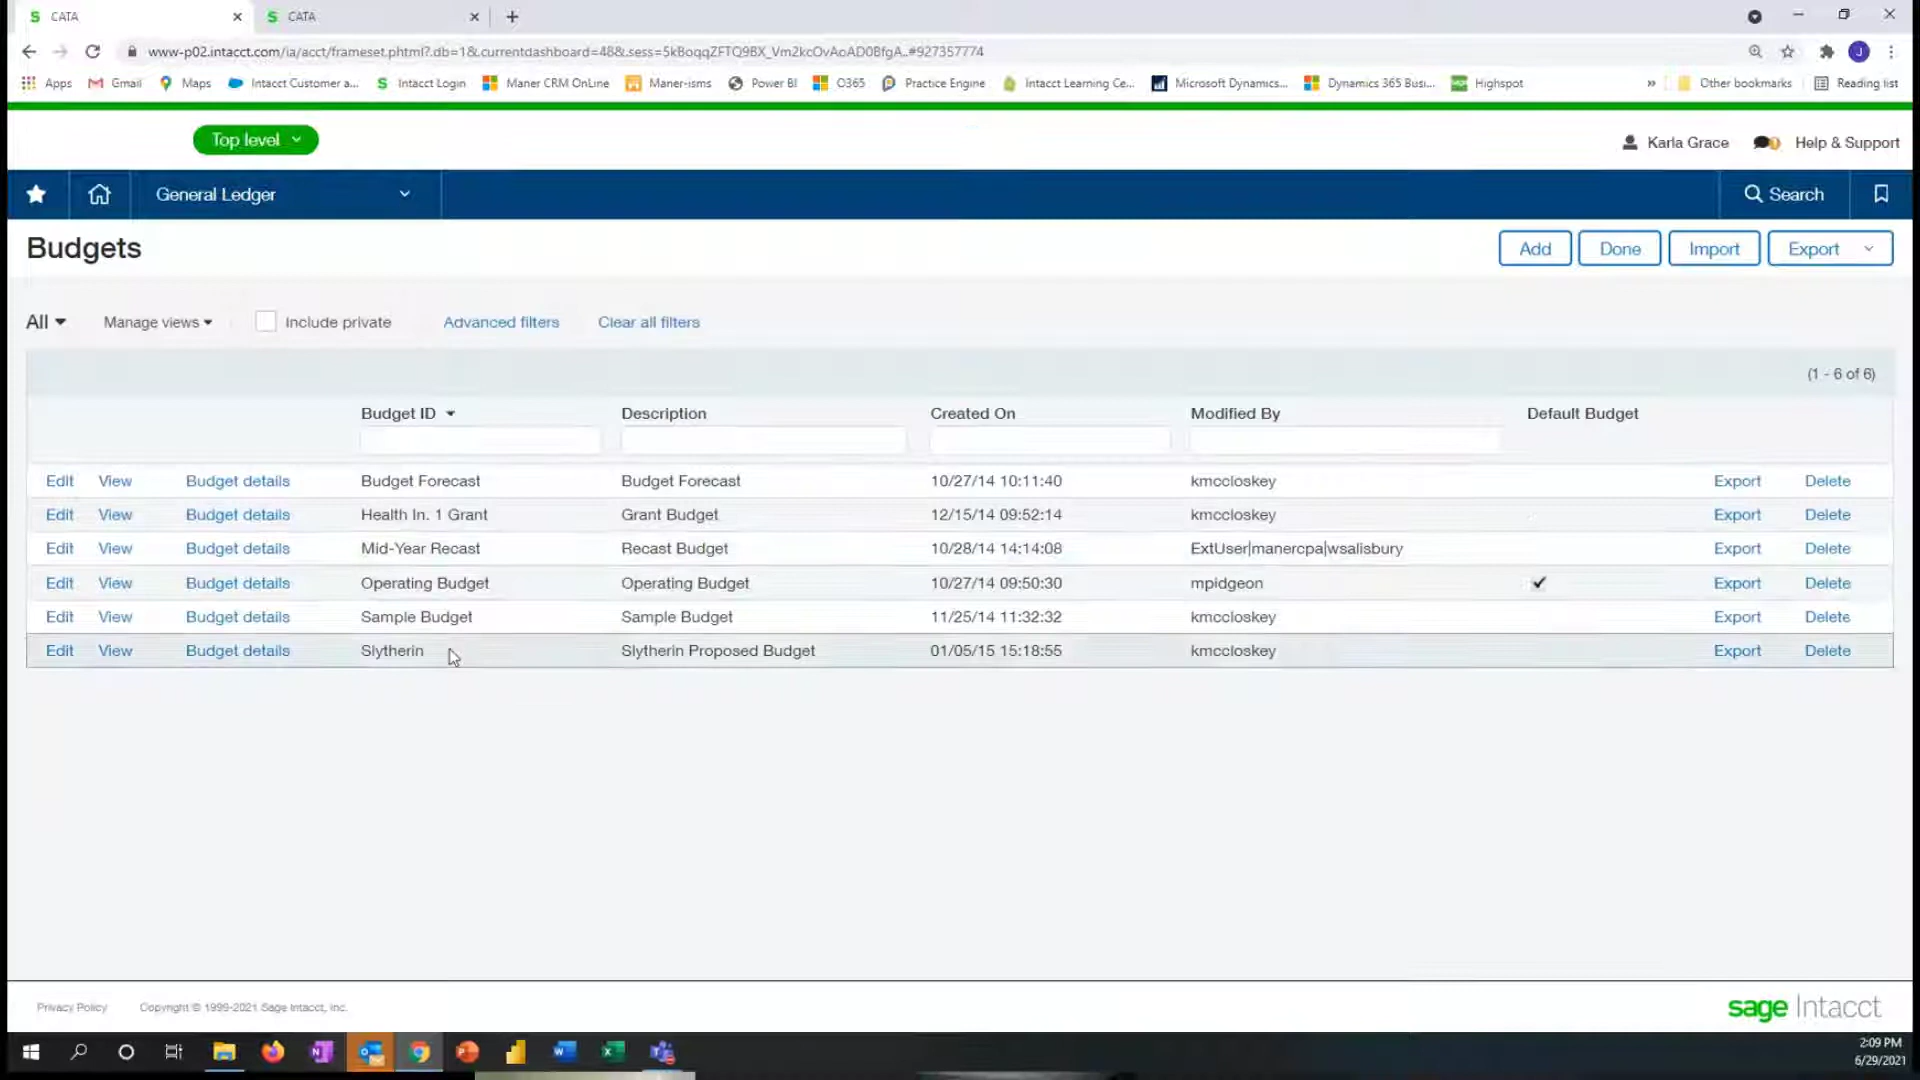 CATA
CATA
www-p02.intacct.com/ia/acct/frameset.phtml?.db=1&.currentdashboard=48&.sess=5kBoqqZFTQ9BX_Vm2kcOvAoAD0BfgA..#927357774
J
Apps Gmail Maps Intacct Customer a... Intacct Login Maner CRM OnLine Maner-isms Power BI O365 Practice Engine Intacct Learning Ce... Microsoft Dynamics... Dynamics 365 Busi... Highspot » Other bookmarks Reading list
Top level
Karla Grace Help & Support
General Ledger Search
Budgets Add Done Import Export
All Manage views Include private Advanced filters Clear all filters
(1 - 6 of 6)
Budget ID Description Created On Modified By Default Budget
Edit View Budget details Budget Forecast Budget Forecast 10/27/14 10:11:40 kmccloskey Export Delete
Edit View Budget details Health In. 1 Grant Grant Budget 12/15/14 09:52:14 kmccloskey Export Delete
Edit View Budget details Mid-Year Recast Recast Budget 10/28/14 14:14:08 ExtUser|manercpa|wsalisbury Export Delete
Edit View Budget details Operating Budget Operating Budget 10/27/14 09:50:30 mpidgeon ✓ Export Delete
Edit View Budget details Sample Budget Sample Budget 11/25/14 11:32:32 kmccloskey Export Delete
Edit View Budget details Slytherin Slytherin Proposed Budget 01/05/15 15:18:55 kmccloskey Export Delete
Privacy Policy Copyright © 1999-2021 Sage Intacct, Inc.
sage Intacct
2:09 PM
6/29/2021